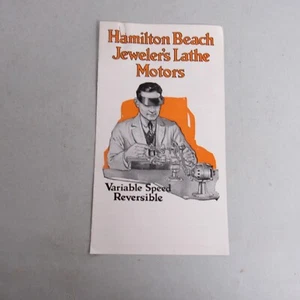 Hamilton Beach
Jeweler's Lathe
Motors
Variable Speed
Reversible